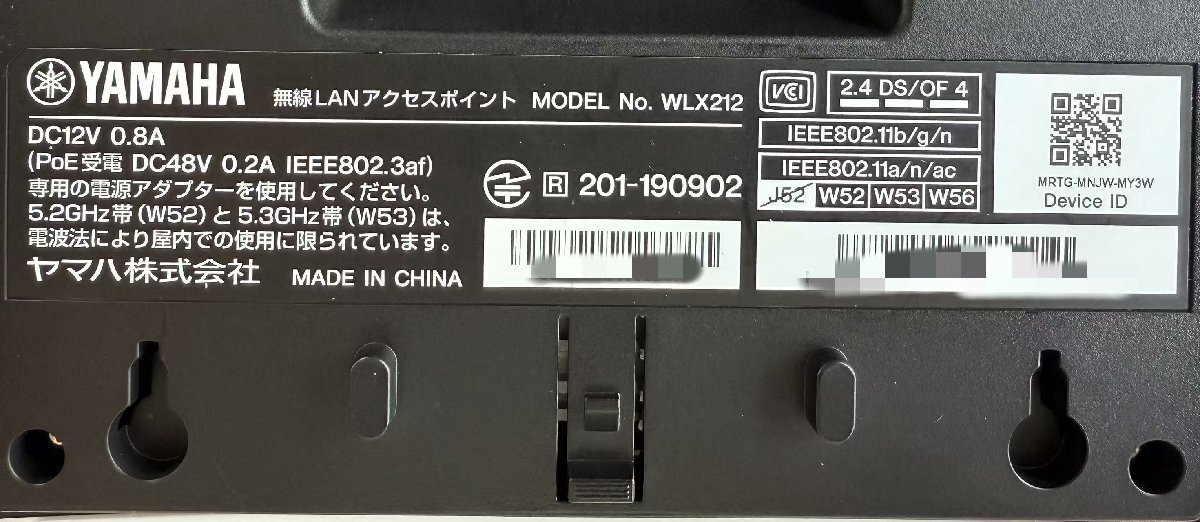 YAMAHA 無線LANアクセスポイント MODEL No. WLX212
DC12V 0.8A
(PoE受電 DC48V 0.2A IEEE802.3af)
専用の電源アダプターを使用してください。
5.2GHz帯(W52)と5.3GHz帯(W53)は、
電波法により屋内での使用に限られています。
ヤマハ株式会社 MADE IN CHINA
R 201-190902
VCI
2.4 DS/OF 4
IEEE802.11b/g/n
IEEE802.11a/n/ac
J52 W52 W53 W56
MRTG-MNJW-MY3W
Device ID